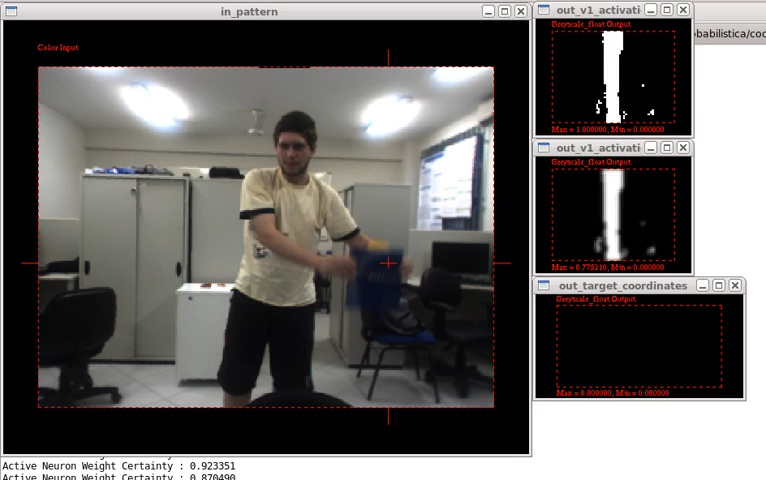 in_pattern
Color Input
out_v1_activati
Greyscale_float Output
Max = 1.000000, Min = 0.000000
obabilistica/coc
out_v1_activati
Greyscale_float Output
Max = 0.775210, Min = 0.000000
out_target_coordinates
Greyscale_float Output
Max = 0.000000, Min = 0.000000
Active Neuron Weight Certainty : 0.923351
Active Neuron Weight Certainty : 0.870490